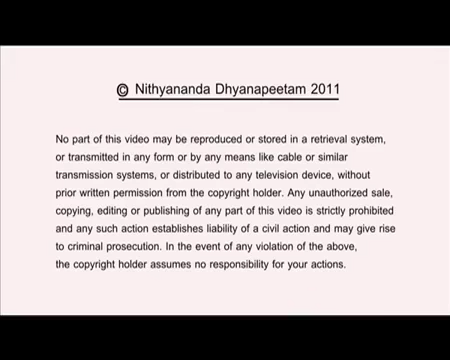 © Nithyananda Dhyanapeetam 2011
No part of this video may be reproduced or stored in a retrieval system,
or transmitted in any form or by any means like cable or similar
transmission systems, or distributed to any television device, without
prior written permission from the copyright holder. Any unauthorized sale,
copying, editing or publishing of any part of this video is strictly prohibited
and any such action establishes liability of a civil action and may give rise
to criminal prosecution. In the event of any violation of the above,
the copyright holder assumes no responsibility for your actions.